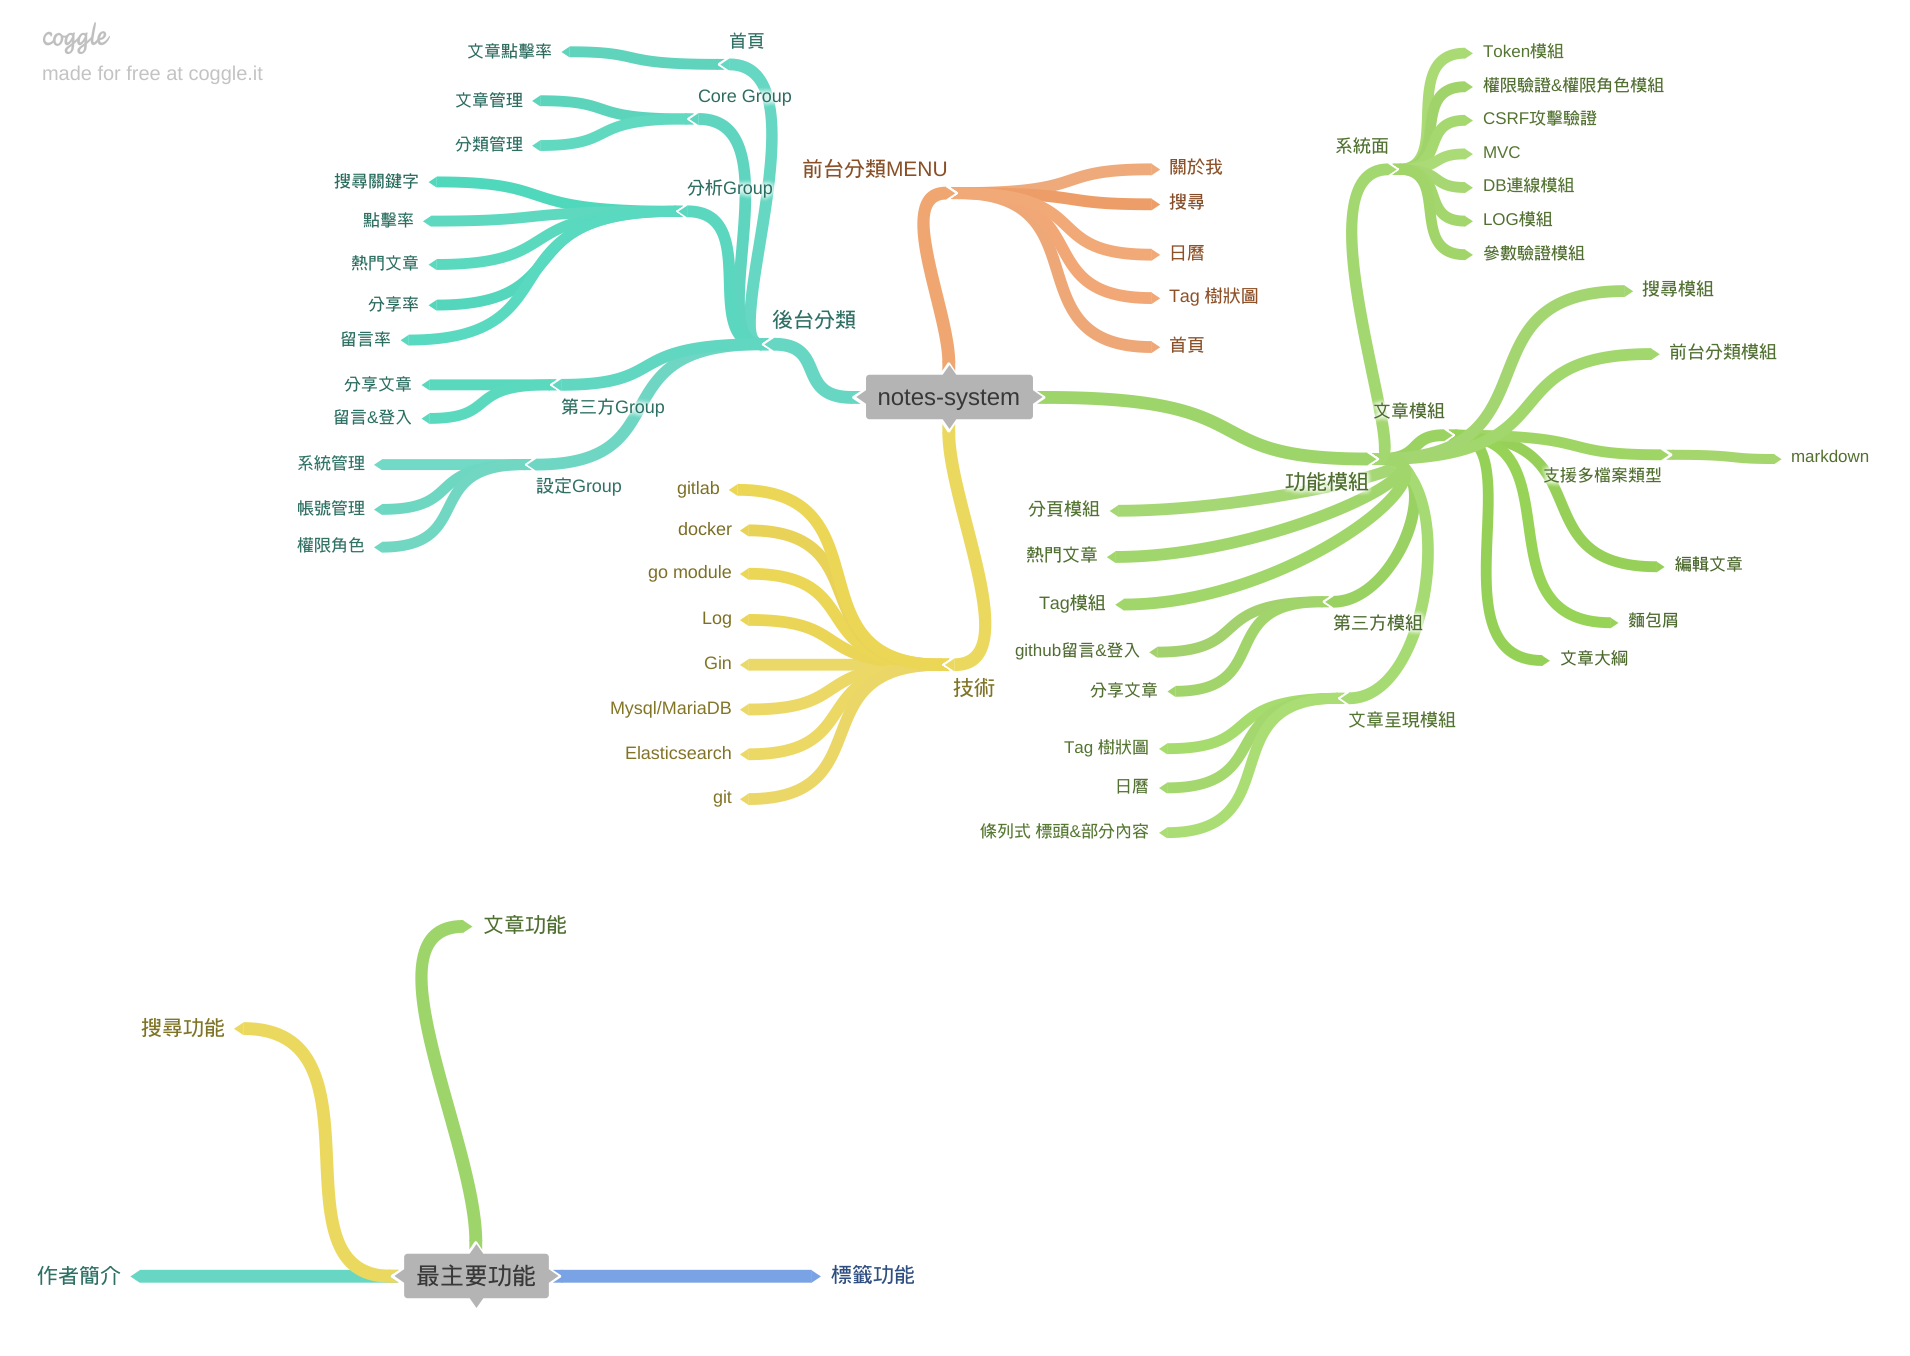 coggle
made for free at coggle.it
notes-system
前台分類MENU
關於我
搜尋
日曆
Tag 樹狀圖
首頁
後台分類
首頁
文章點擊率
Core Group
文章管理
分類管理
分析Group
搜尋關鍵字
點擊率
熱門文章
分享率
留言率
第三方Group
分享文章
留言&登入
設定Group
系統管理
帳號管理
權限角色
技術
gitlab
docker
go module
Log
Gin
Mysql/MariaDB
Elasticsearch
git
功能模組
系統面
Token模組
權限驗證&權限角色模組
CSRF攻擊驗證
MVC
DB連線模組
LOG模組
參數驗證模組
搜尋模組
前台分類模組
文章模組
支援多檔案類型
markdown
編輯文章
麵包屑
文章大綱
分頁模組
熱門文章
Tag模組
第三方模組
github留言&登入
分享文章
文章呈現模組
Tag 樹狀圖
日曆
條列式 標頭&部分內容
最主要功能
文章功能
搜尋功能
作者簡介
標籤功能